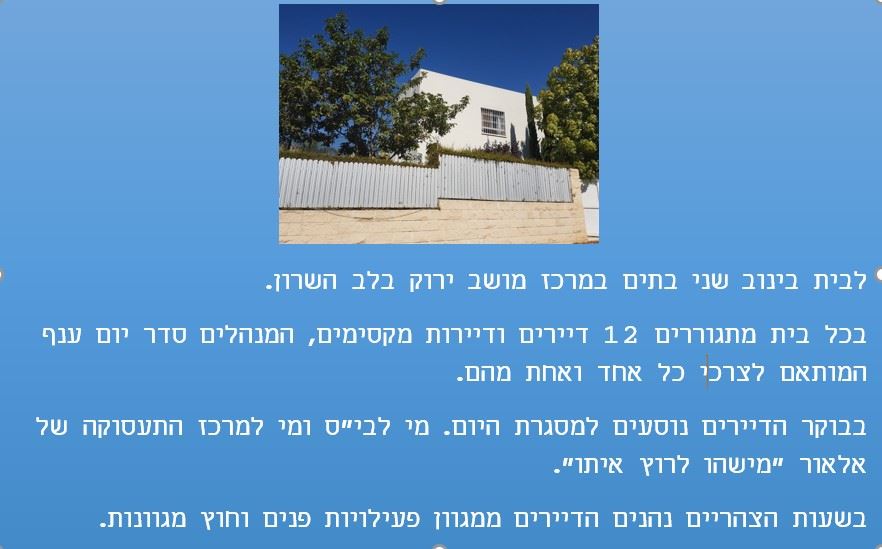 לבית בינוב שני בתים במרכז מושב ירוק בלב השרון.
בכל בית מתגוררים 12 דיירים ודיירות מקסימים, המנהלים סדר יום ענף
המותאם לצרכי כל אחד ואחת מהם.
בבוקר הדיירים נוסעים למסגרת היום. מי לבי״ס ומי למרכז התעסוקה של
אלאור ״מישהו לרוץ איתו״.
בשעות הצהריים נהנים הדיירים ממגוון פעילויות פנים וחוץ מגוונות.